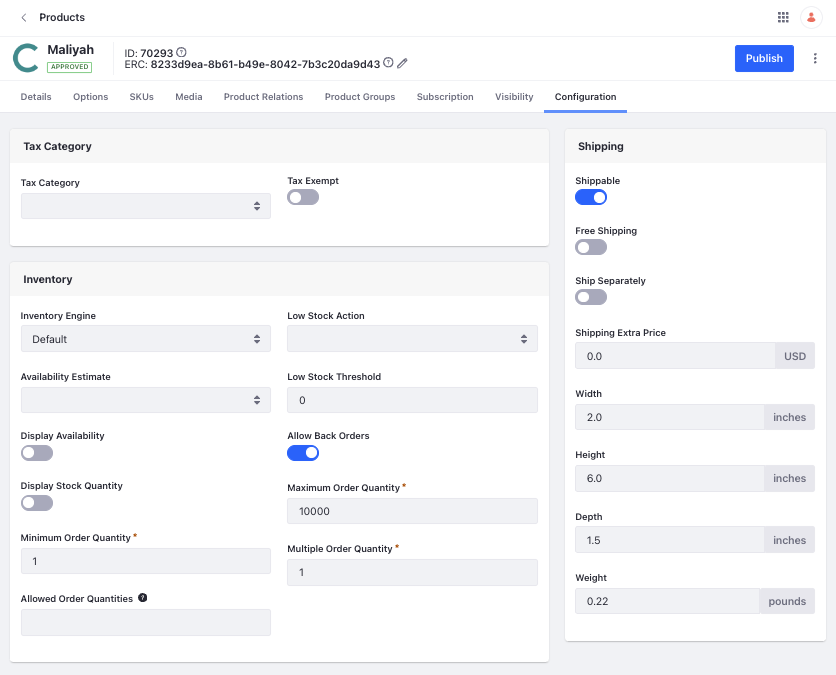 Products
Maliyah
APPROVED
ID: 70293
ERC: 8233d9ea-8b61-b49e-8042-7b3c20da9d43
Publish
Details Options SKUs Media Product Relations Product Groups Subscription Visibility Configuration
Tax Category
Tax Category
Tax Exempt
Inventory
Inventory Engine
Default
Low Stock Action
Availability Estimate
Low Stock Threshold
0
Display Availability
Allow Back Orders
Display Stock Quantity
Maximum Order Quantity *
10000
Minimum Order Quantity *
1
Multiple Order Quantity *
1
Allowed Order Quantities
Shipping
Shippable
Free Shipping
Ship Separately
Shipping Extra Price
0.0 USD
Width
2.0 inches
Height
6.0 inches
Depth
1.5 inches
Weight
0.22 pounds